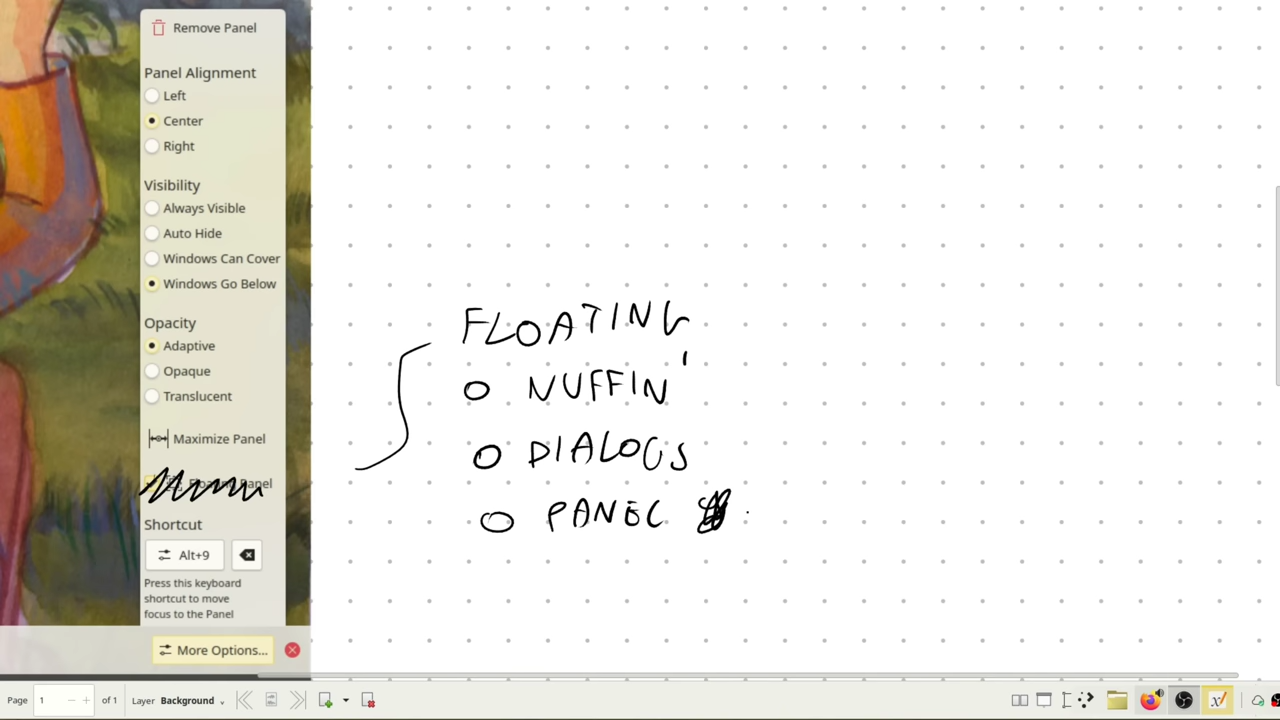 Remove Panel
Panel Alignment
Left
Center
Right
Visibility
Always Visible
Auto Hide
Windows Can Cover
Windows Go Below
Opacity
Adaptive
Opaque
Translucent
Maximize Panel
Floating Panel
Shortcut
Alt+9
Press this keyboard
shortcut to move
focus to the Panel
More Options...
FLOATING
NUFFIN'
DIALOGS
PANEL
Page 1 of 1 Layer Background